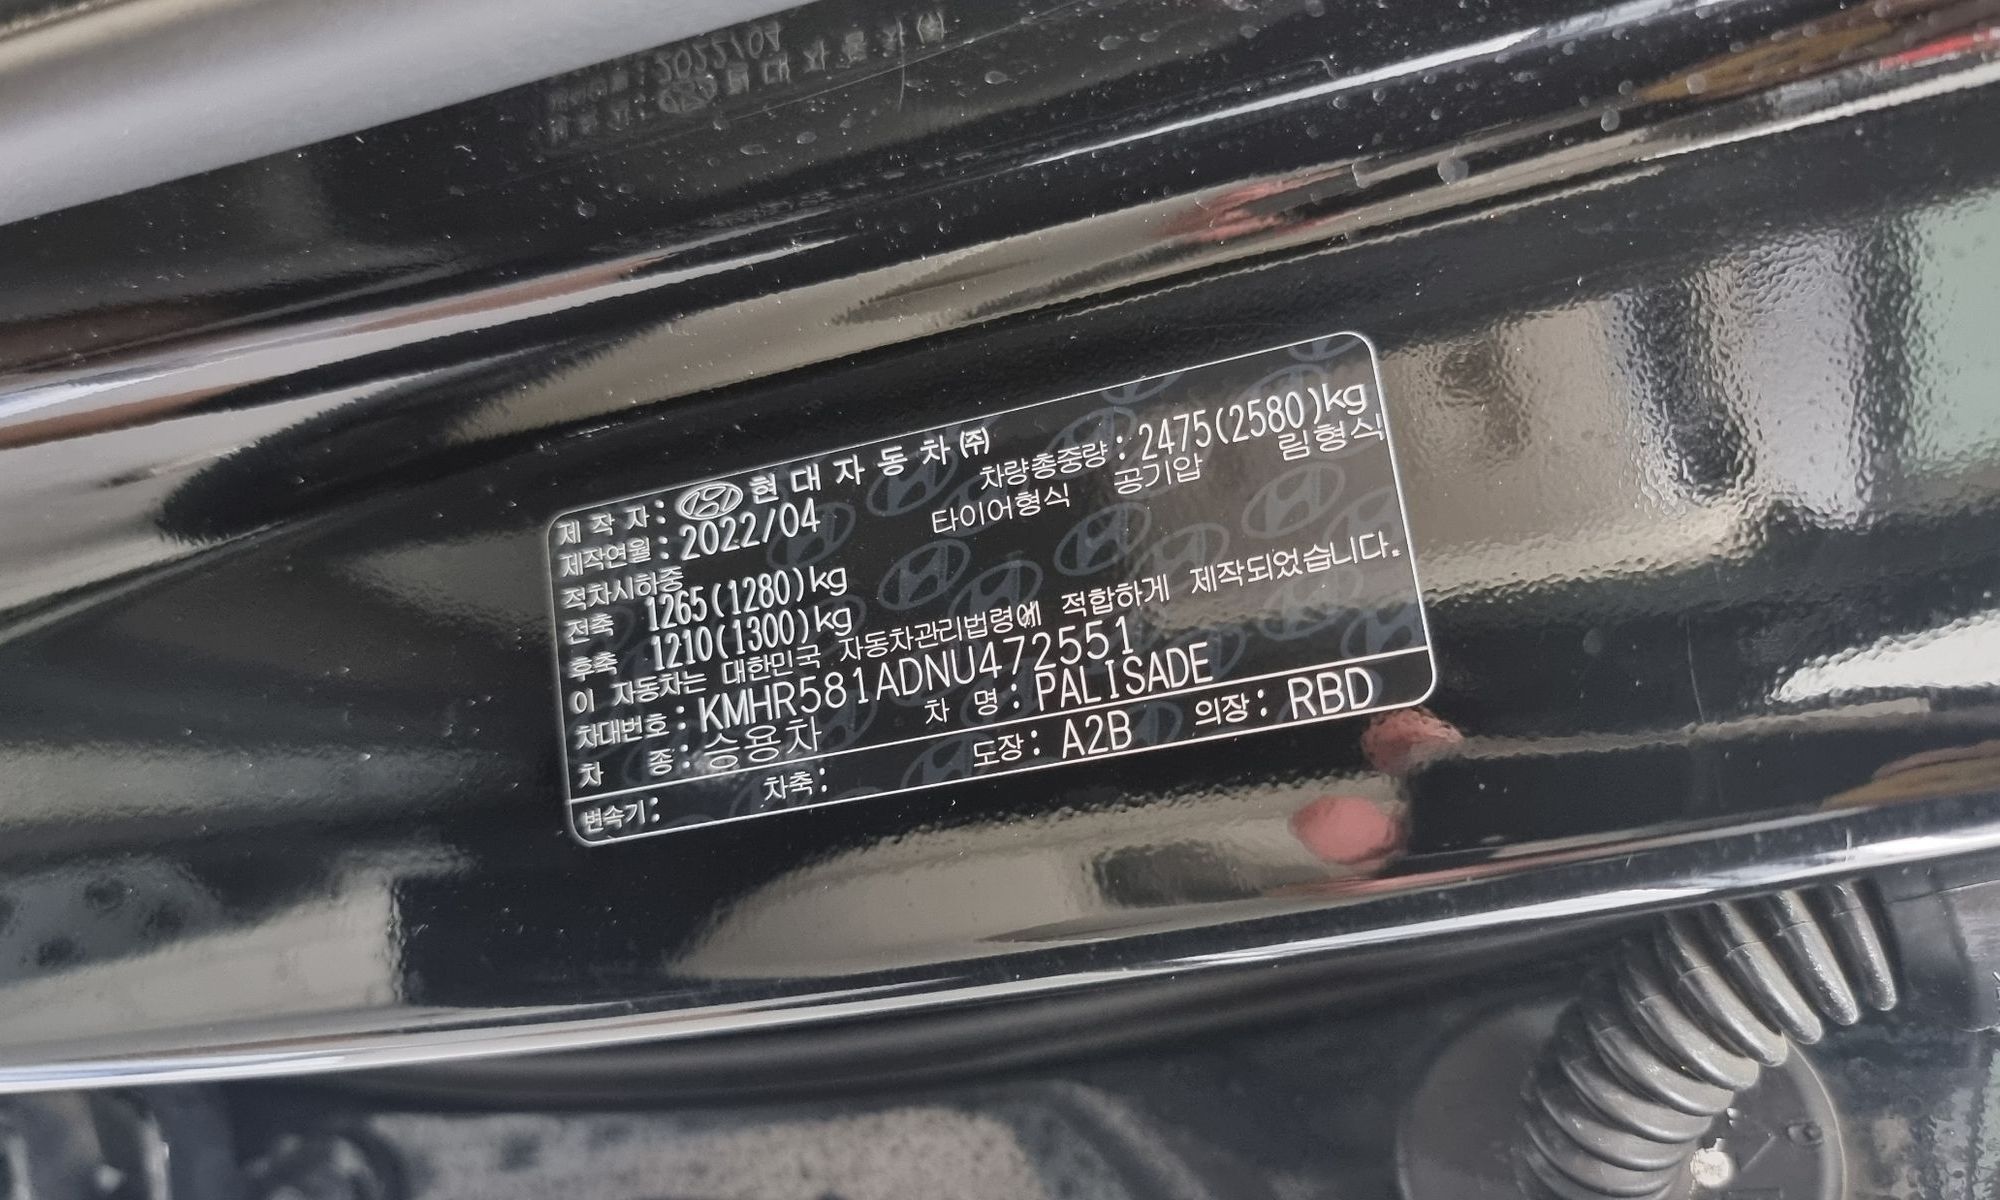 제 작 자 : 현 대 자 동 차 ㈜
제작연월 : 2022/04 차량총중량 : 2475(2580)kg
적차시하중 타이어형식 공기압 림형식
전축 1265(1280)kg
후축 1210(1300)kg
이 자동차는 대한민국 자동차관리법령에 적합하게 제작되었습니다.
차대번호 : KMHR581ADNU472551
차 종 : 승용차 차 명 : PALISADE
변속기 : 차축 : 도장 : A2B 의장 : RBD